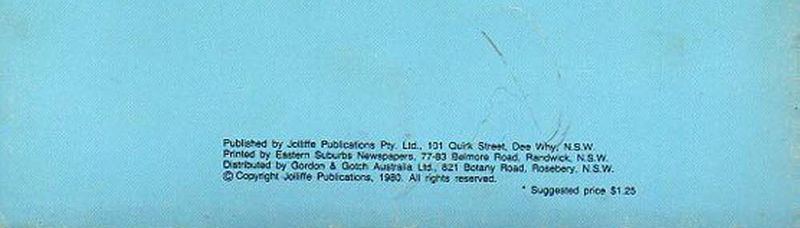 Published by Jolliffe Publications Pty. Ltd., 101 Quirk Street, Dee Why, N.S.W.
Printed by Eastern Suburbs Newspapers, 77-83 Belmore Road, Randwick, N.S.W.
Distributed by Gordon & Gotch Australia Ltd., 821 Botany Road, Rosebery, N.S.W.
© Copyright Jolliffe Publications, 1980. All rights reserved.
* Suggested price $1.25